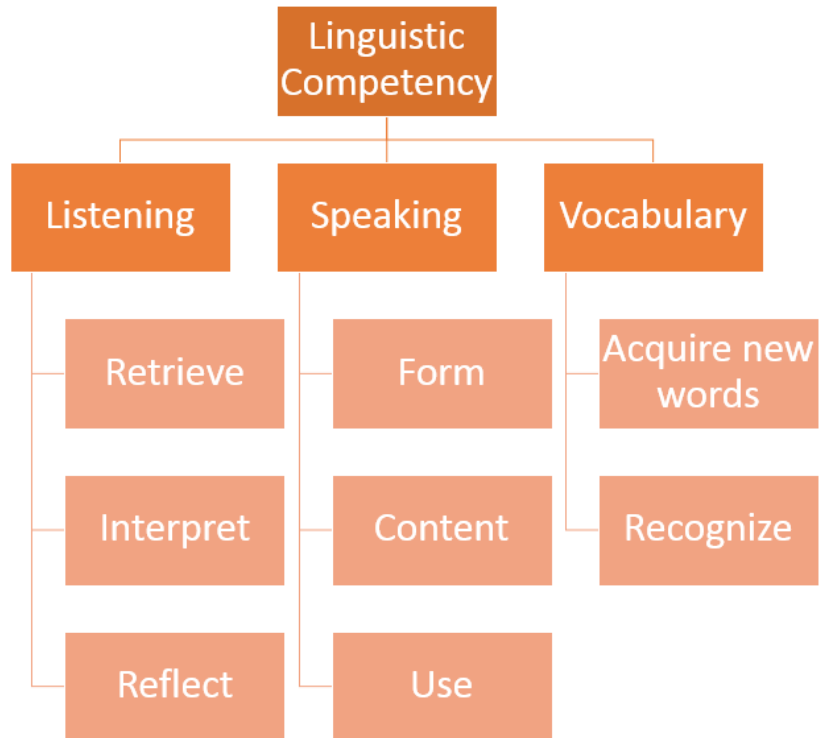 Linguistic
Competency
Listening
Speaking
Vocabulary
Retrieve
Form
Acquire new
words
Interpret
Content
Recognize
Reflect
Use